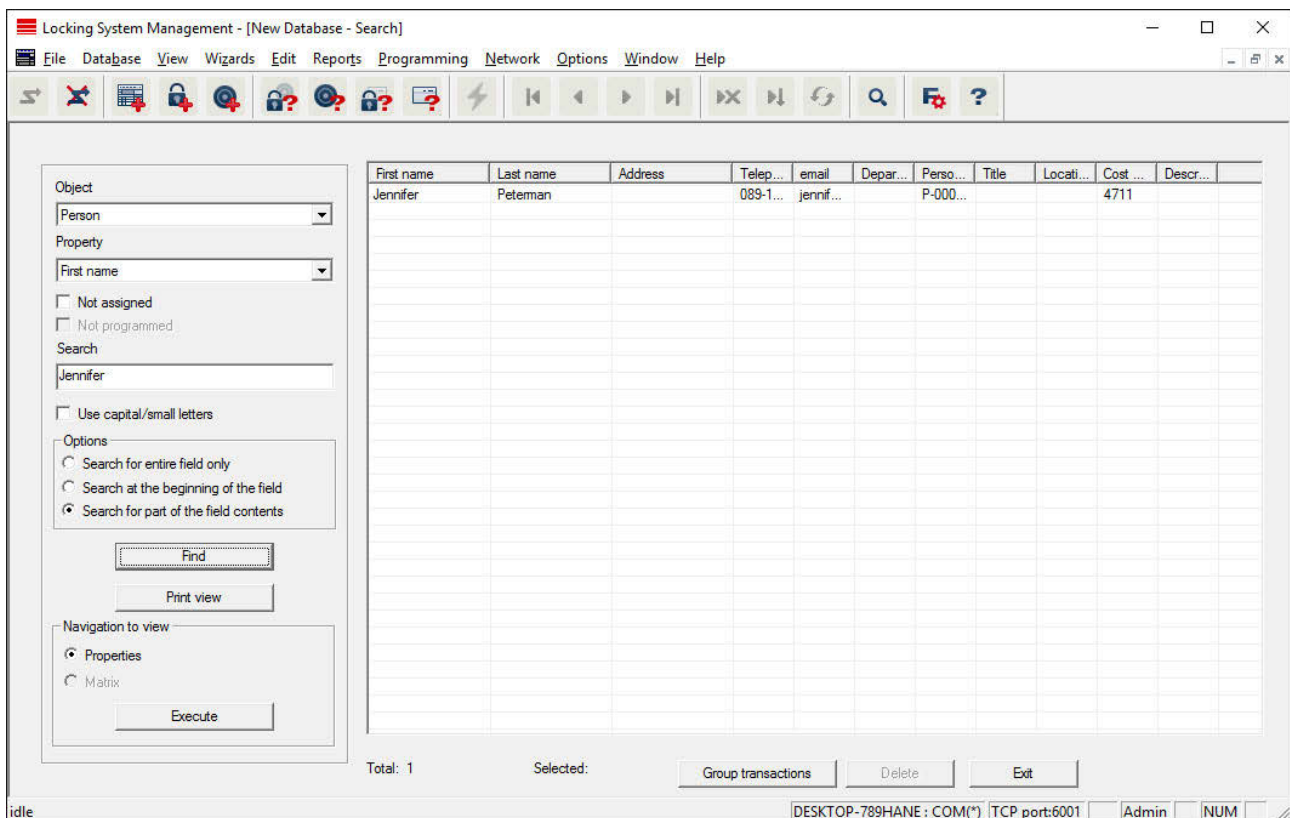 Locking System Management - [New Database - Search]
File Database View Wizards Edit Reports Programming Network Options Window Help
Object
Person
Property
First name
Not assigned
Not programmed
Search
Jennifer
Use capital/small letters
Options
Search for entire field only
Search at the beginning of the field
Search for part of the field contents
Find
Print view
Navigation to view
Properties
Matrix
Execute
First name Last name Address Telep... email Depar... Perso... Title Locati... Cost ... Descr...
Jennifer Peterman 089-1... jennif... P-000... 4711
Total: 1 Selected: Group transactions Delete Exit
idle DESKTOP-789HANE : COM(*) TCP port:6001 Admin NUM